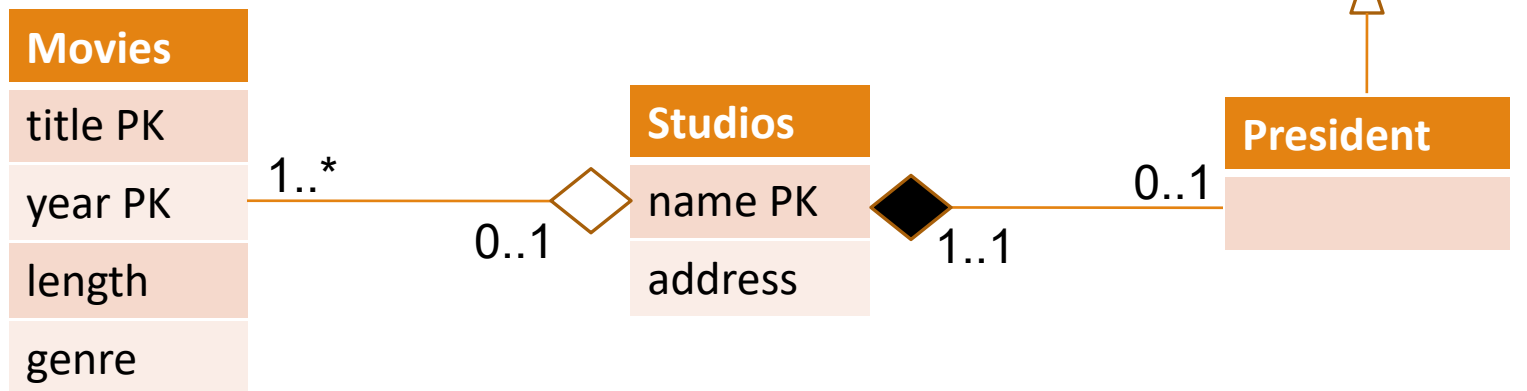 Movies
title PK
year PK
length
genre
1..*
0..1
Studios
name PK
address
1..1
0..1
President